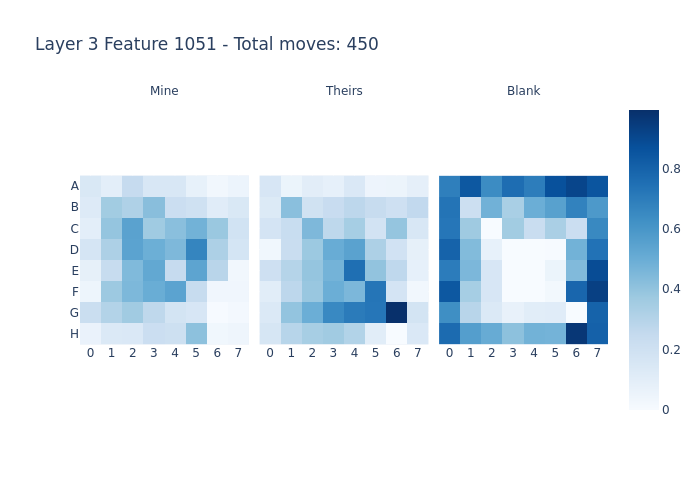 Layer 3 Feature 1051 - Total moves: 450
Mine Theirs Blank
A
B
C
D
E
F
G
H
0 1 2 3 4 5 6 7 0 1 2 3 4 5 6 7 0 1 2 3 4 5 6 7
0.8
0.6
0.4
0.2
0